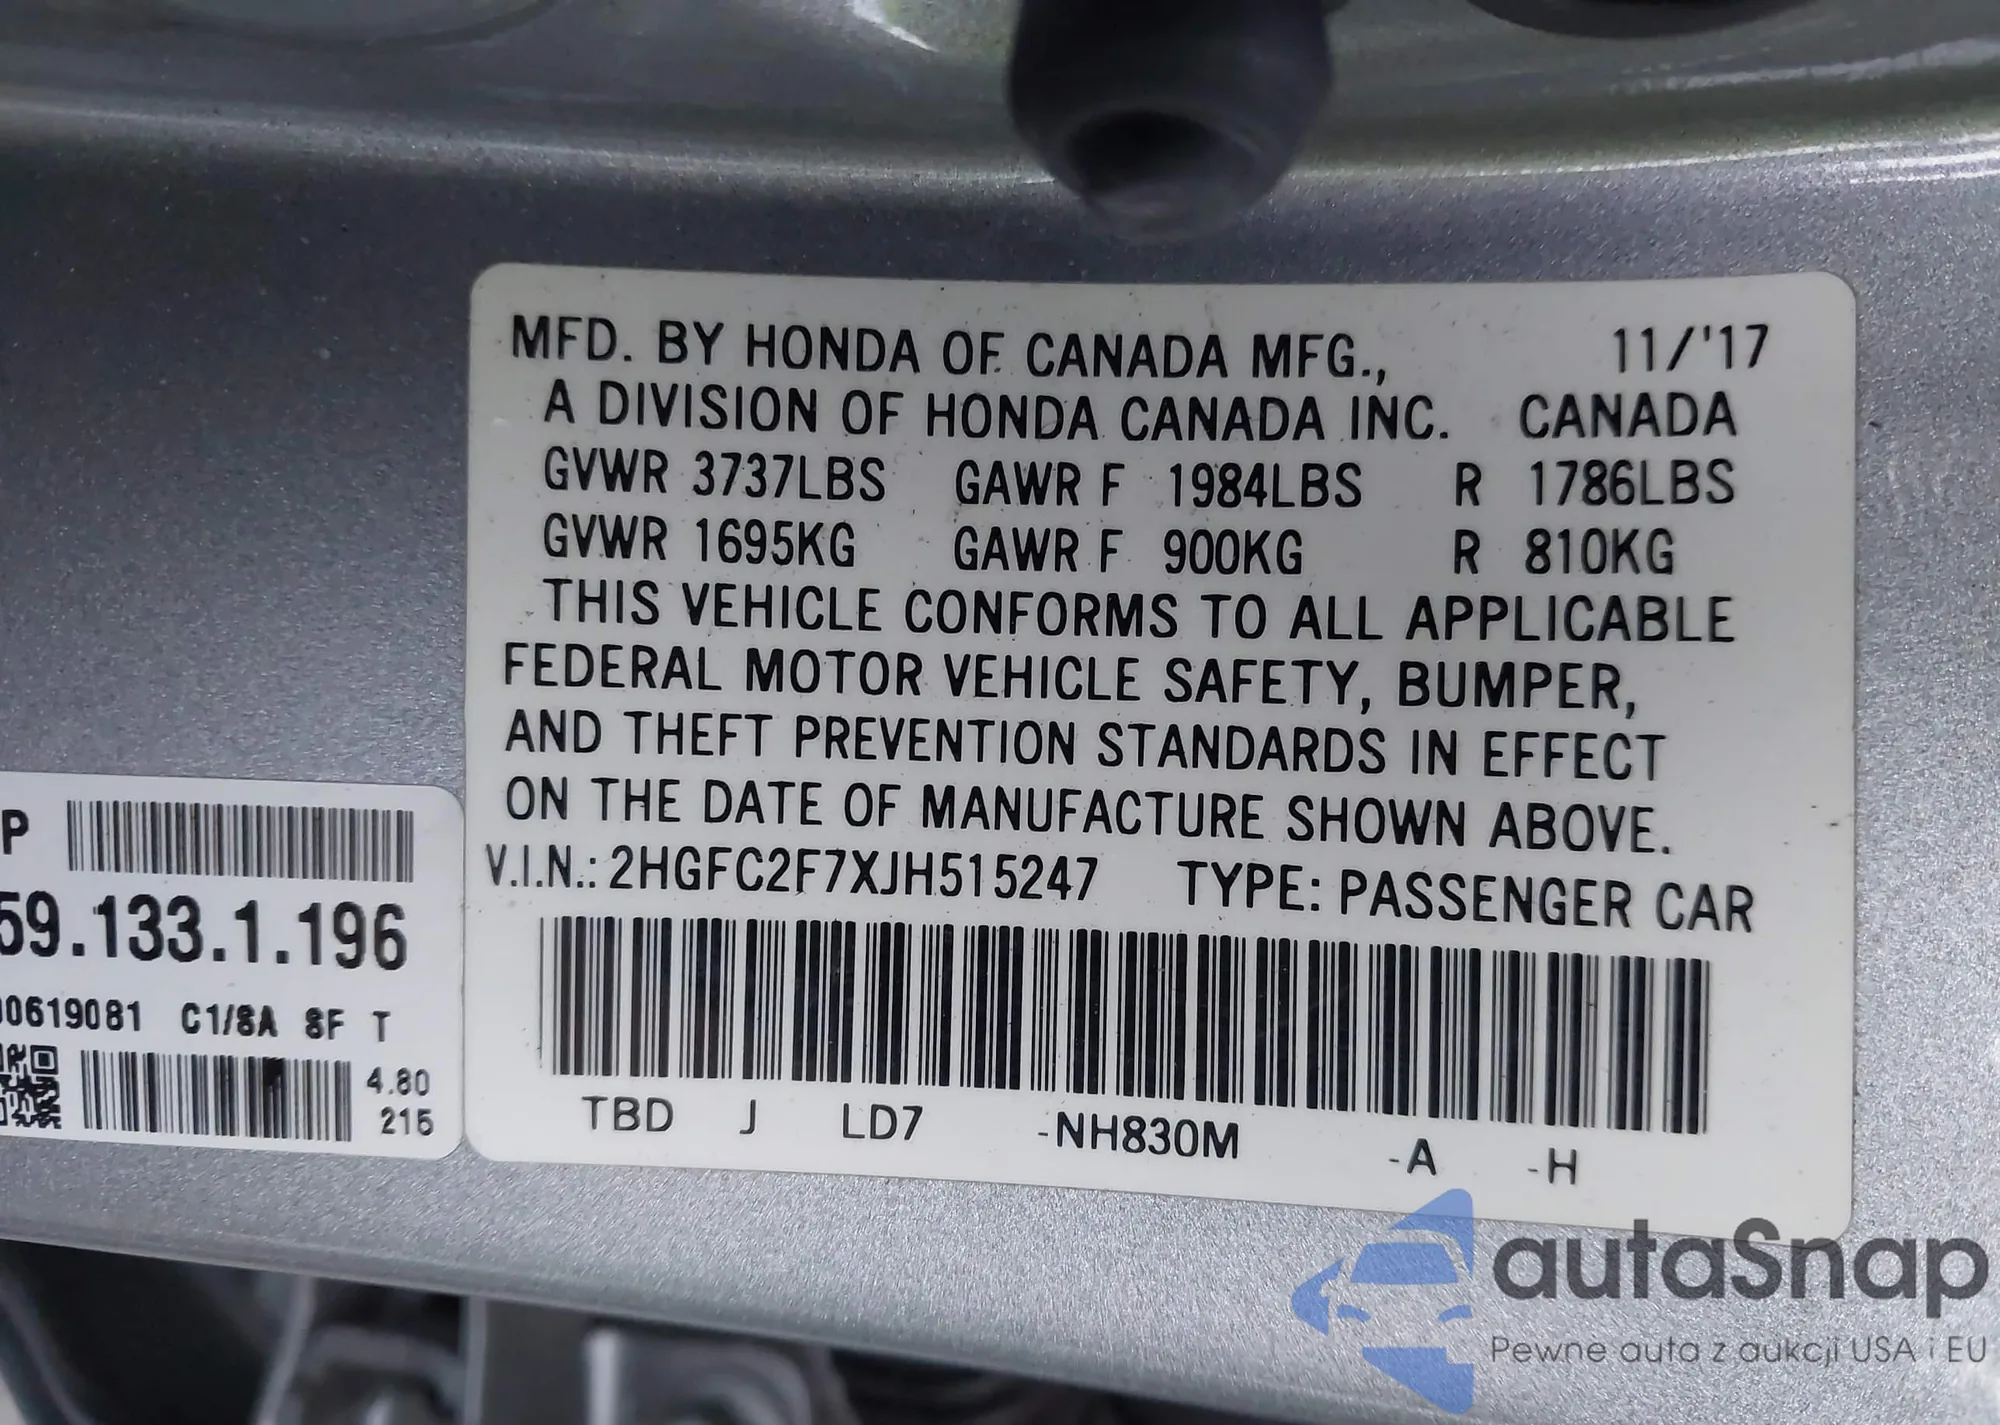 MFD. BY HONDA OF CANADA MFG., 11/'17
A DIVISION OF HONDA CANADA INC. CANADA
GVWR 3737LBS GAWR F 1984LBS R 1786LBS
GVWR 1695KG GAWR F 900KG R 810KG
THIS VEHICLE CONFORMS TO ALL APPLICABLE
FEDERAL MOTOR VEHICLE SAFETY, BUMPER,
AND THEFT PREVENTION STANDARDS IN EFFECT
ON THE DATE OF MANUFACTURE SHOWN ABOVE.
V.I.N.: 2HGFC2F7XJH515247 TYPE: PASSENGER CAR
TBD J LD7 -NH830M -A -H
P
59.133.1.196
00619081 C1/SA SF T
4.80
215
autaSnap
Pewne auta z aukcji USA i EU